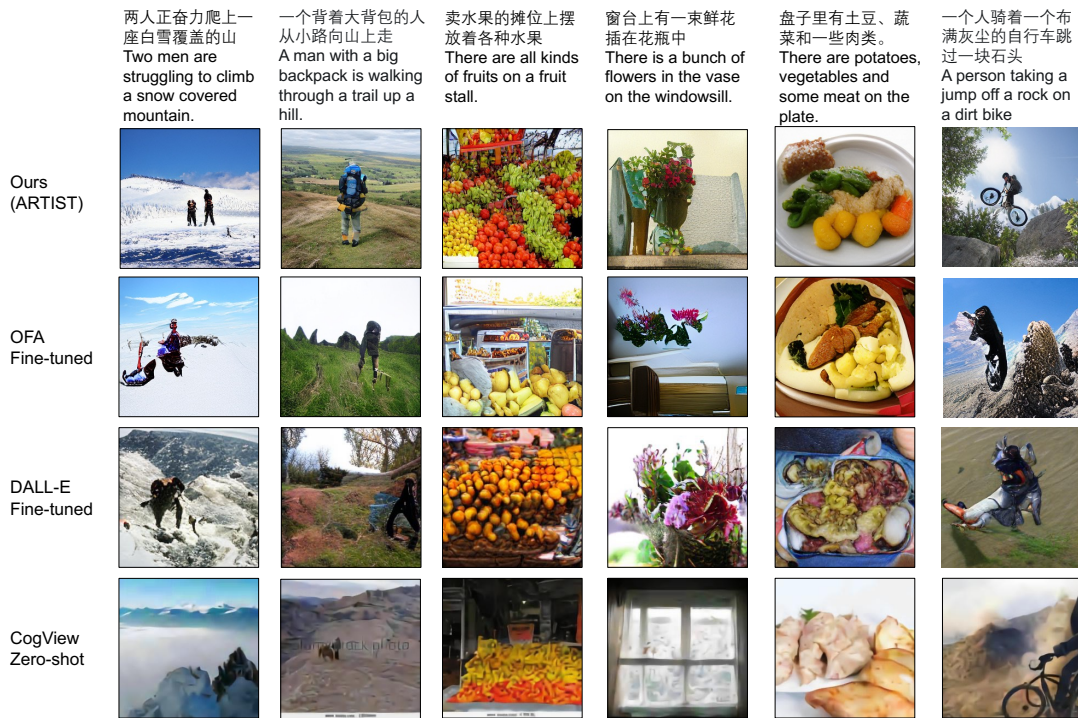 两人正奋力爬上一
座白雪覆盖的山
Two men are
struggling to climb
a snow covered
mountain.
一个背着大背包的人
从小路向山上走
A man with a big
backpack is walking
through a trail up a
hill.
卖水果的摊位上摆
放着各种水果
There are all kinds
of fruits on a fruit
stall.
窗台上有一束鲜花
插在花瓶中
There is a bunch of
flowers in the vase
on the windowsill.
盘子里有土豆、蔬
菜和一些肉类。
There are potatoes,
vegetables and
some meat on the
plate.
一个人骑着一个布
满灰尘的自行车跳
过一块石头
A person taking a
jump off a rock on
a dirt bike
Ours
(ARTIST)
OFA
Fine-tuned
DALL-E
Fine-tuned
CogView
Zero-shot